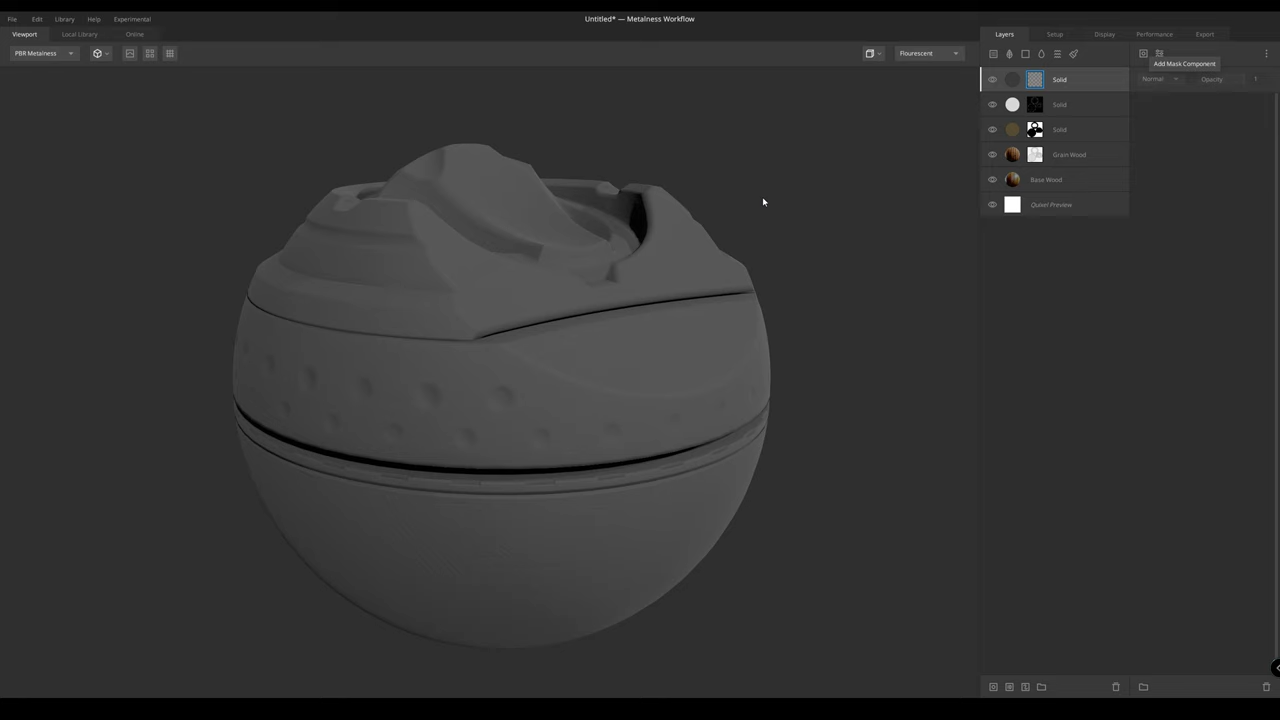 Untitled* — Metalness Workflow
File Edit Library Help Experimental
Viewport Local Library Online
Layers Setup Display Performance Export
PBR Metalness
Flourescent
Add Mask Component
Solid
Normal Opacity 1
Solid
Solid
Grain Wood
Base Wood
Quixel Preview